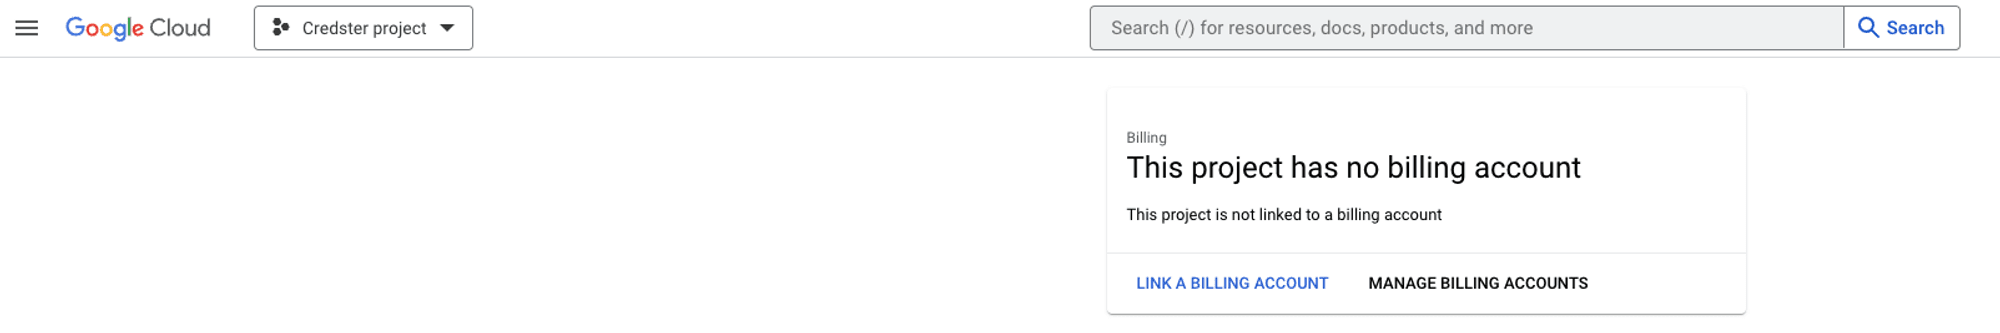 Google Cloud
Credster project
Search (/) for resources, docs, products, and more
Search
Billing
This project has no billing account
This project is not linked to a billing account
LINK A BILLING ACCOUNT
MANAGE BILLING ACCOUNTS